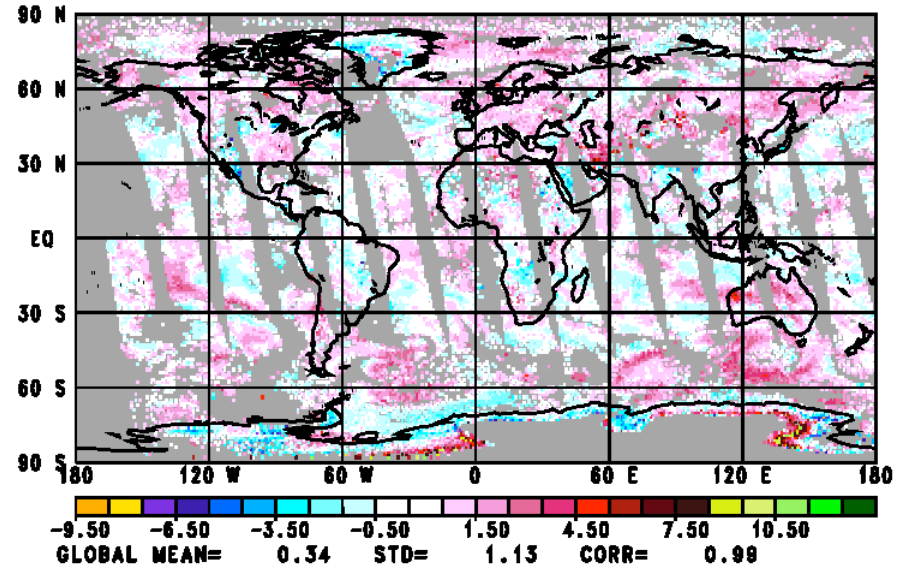 90 N
60 N
30 N
EQ
30 S
60 S
90 S
180 120 W 60 W 0 60 E 120 E 180
-9.50 -6.50 -3.50 -0.50 1.50 4.50 7.50 10.50
GLOBAL MEAN= 0.34 STD= 1.13 CORR= 0.99